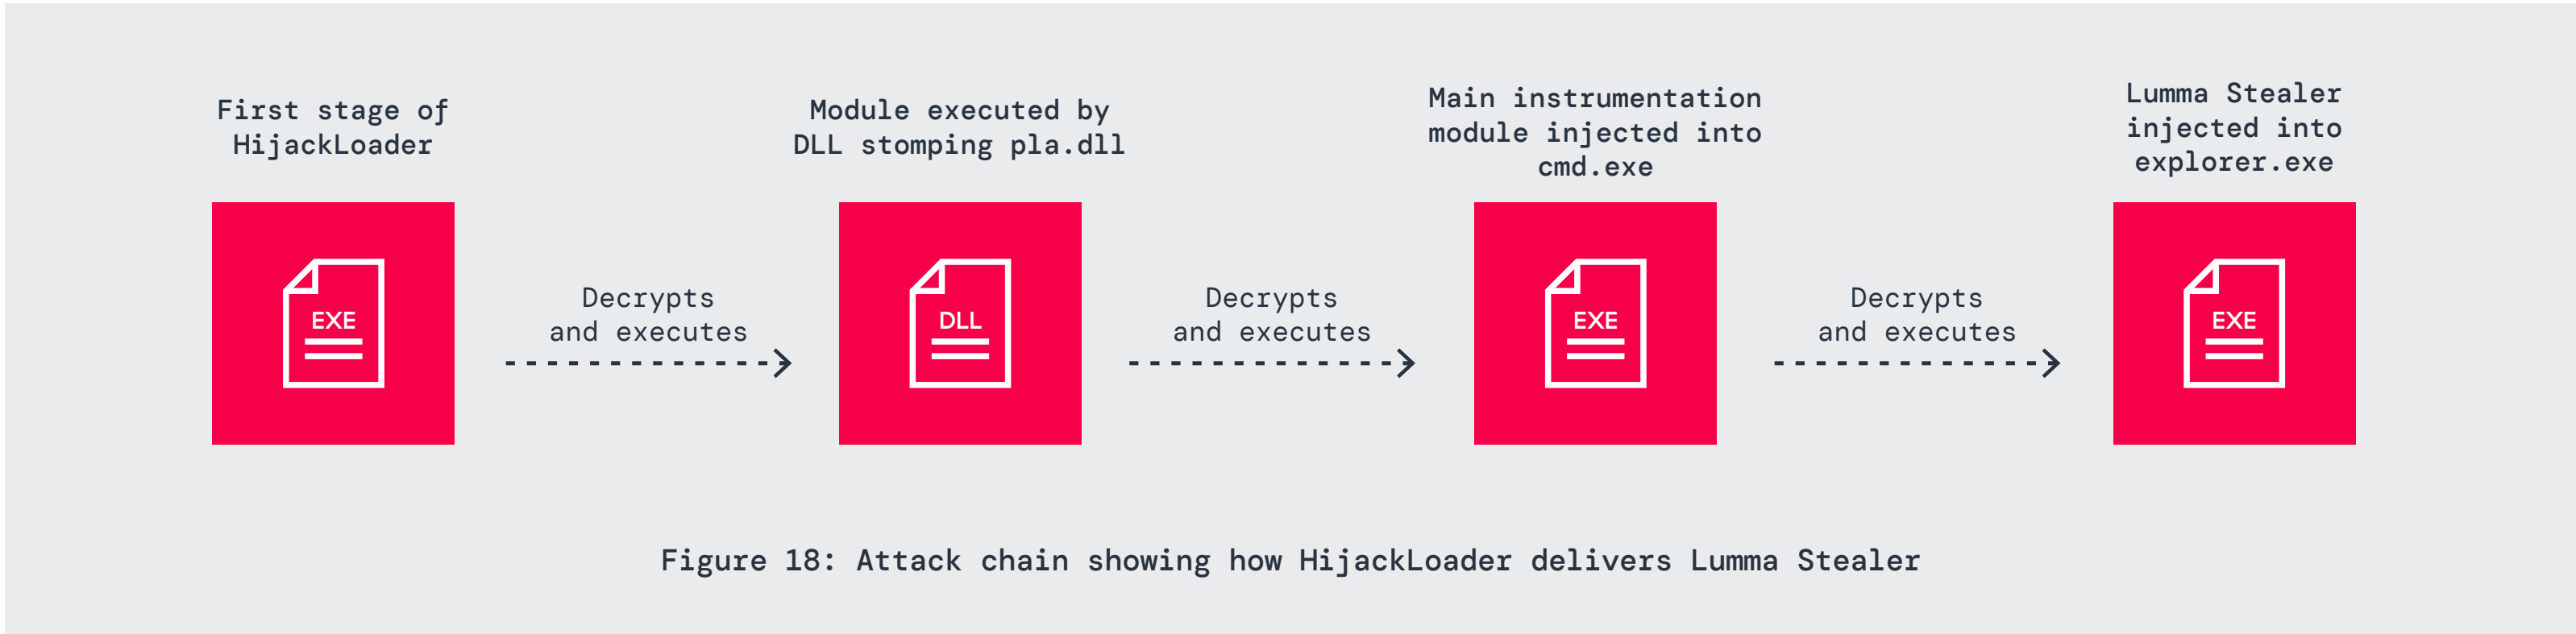 First stage of
HijackLoader
Module executed by
DLL stomping pla.dll
Main instrumentation
module injected into
cmd.exe
Lumma Stealer
injected into
explorer.exe
EXE
Decrypts
and executes
DLL
Decrypts
and executes
EXE
Decrypts
and executes
EXE
Figure 18: Attack chain showing how HijackLoader delivers Lumma Stealer